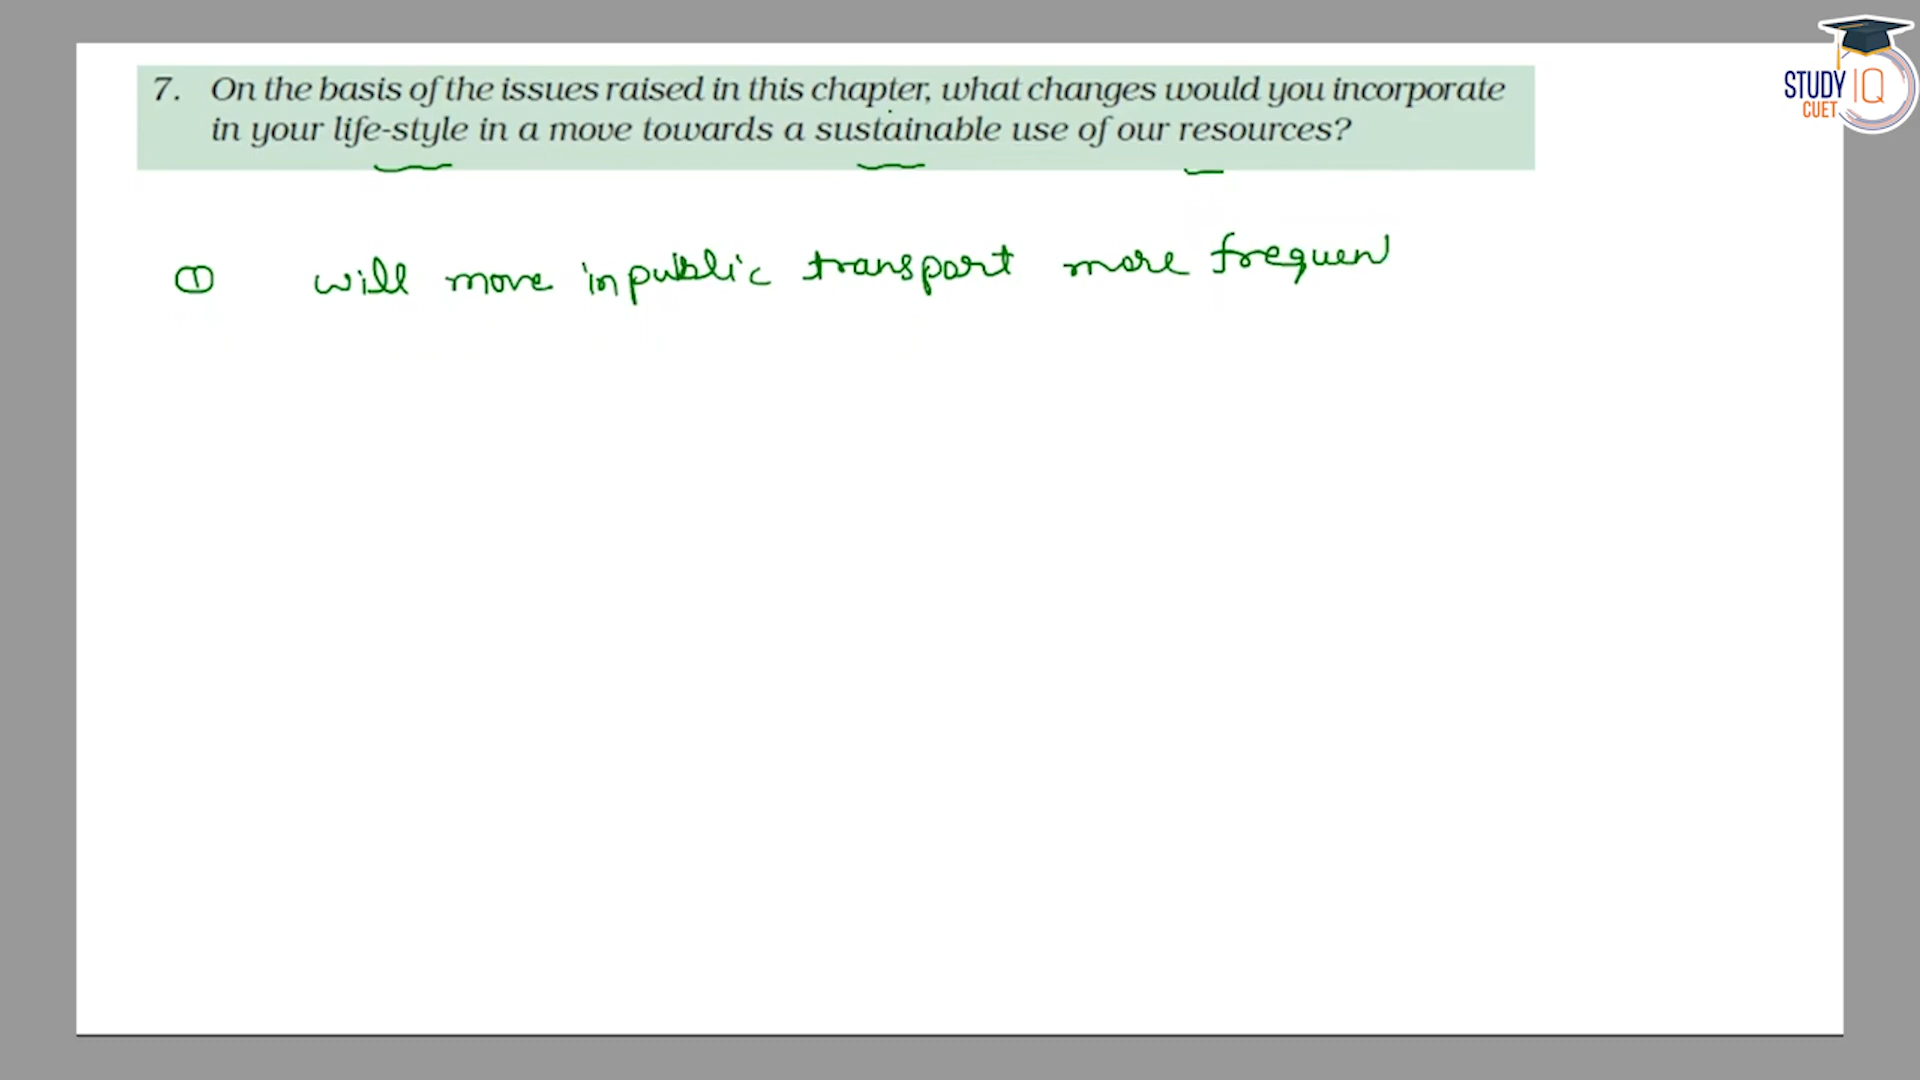 STUDY IQ
CUET
7. On the basis of the issues raised in this chapter, what changes would you incorporate
in your life-style in a move towards a sustainable use of our resources?
① will move in public transport more frequen